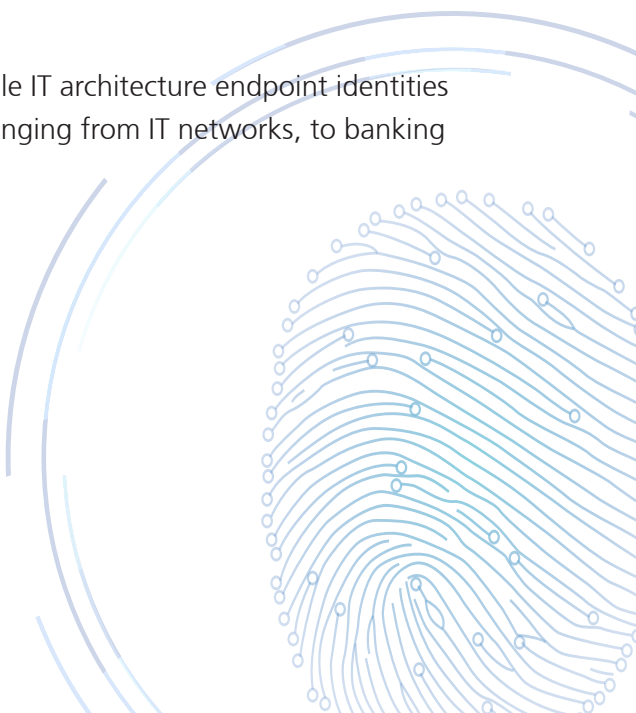 le IT architecture endpoint identities
nging from IT networks, to banking